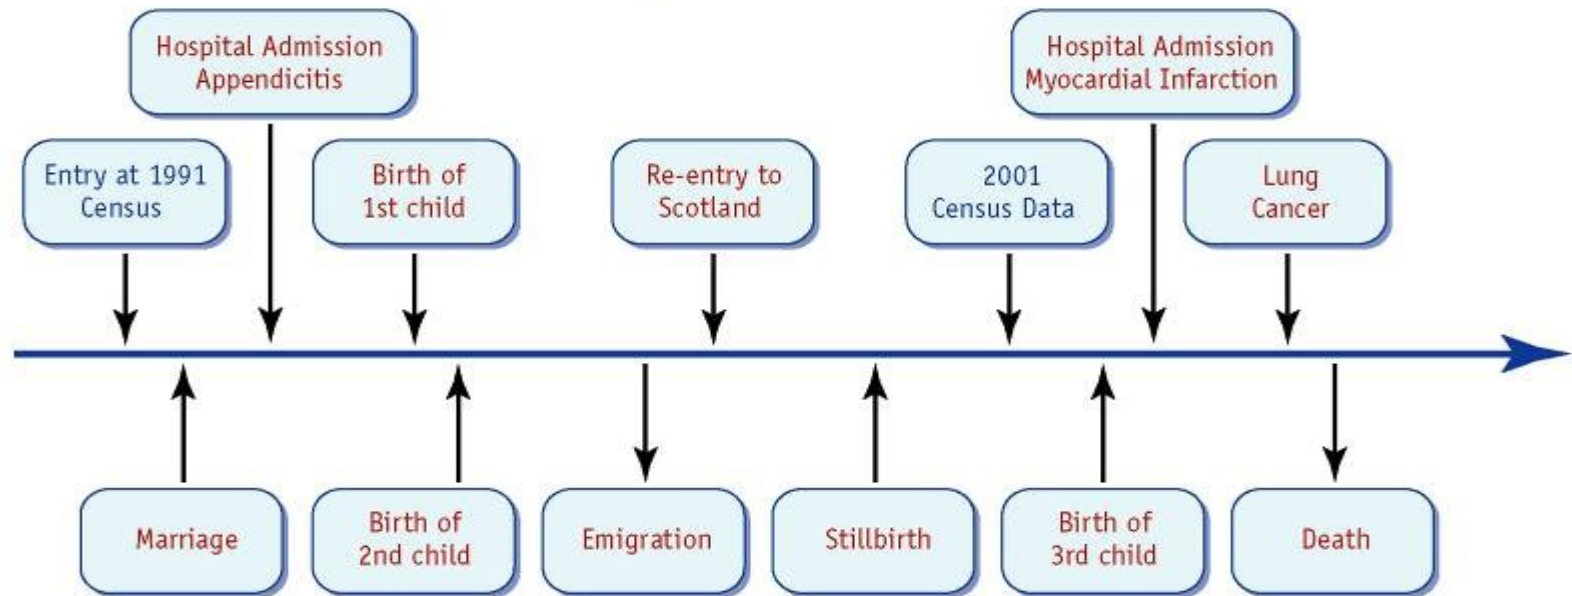 Hospital Admission
Appendicitis
Hospital Admission
Myocardial Infarction
Entry at 1991
Census
Birth of
1st child
Re-entry to
Scotland
2001
Census Data
Lung
Cancer
Marriage
Birth of
2nd child
Emigration
Stillbirth
Birth of
3rd child
Death